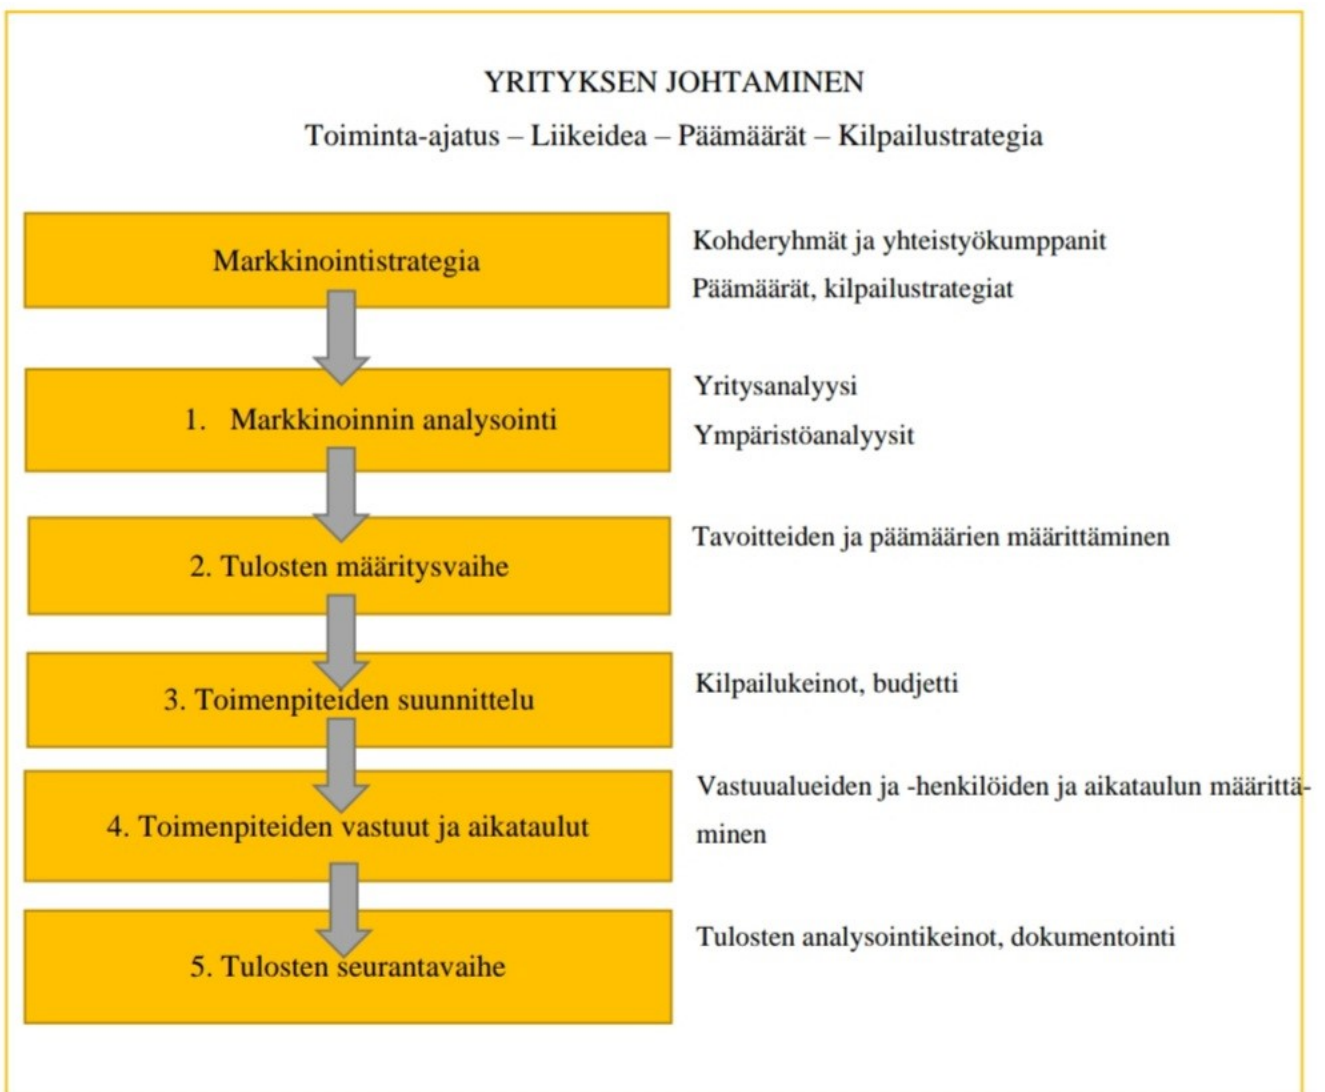 YRITYKSEN JOHTAMINEN
Toiminta-ajatus – Liikeidea – Päämäärät – Kilpailustrategia
Markkinointistrategia
Kohderyhmät ja yhteistyökumppanit
Päämäärät, kilpailustrategiat
1. Markkinoinnin analysointi
Yritysanalyysi
Ympäristöanalyysit
2. Tulosten määritysvaihe
Tavoitteiden ja päämäärien määrittäminen
3. Toimenpiteiden suunnittelu
Kilpailukeinot, budjetti
4. Toimenpiteiden vastuut ja aikataulut
Vastuualueiden ja -henkilöiden ja aikataulun määrittä-
minen
5. Tulosten seurantavaihe
Tulosten analysointikeinot, dokumentointi